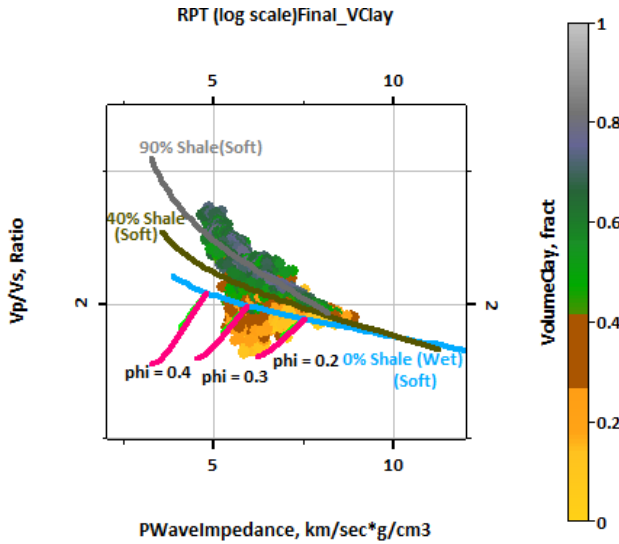 RPT (log scale)Final_VClay
5
10
90% Shale(Soft)
40% Shale
(Soft)
Vp/Vs, Ratio
2
2
phi = 0.4
phi = 0.3
phi = 0.2
0% Shale (Wet)
(Soft)
5
10
PWaveImpedance, km/sec*g/cm3
1
0.8
0.6
0.4
0.2
0
VolumeClay, fract